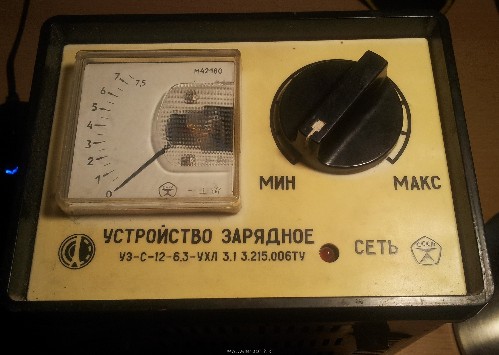 М42100
7 7,5
6
5
4
3
2
1
0
МИН МАКС
УСТРОЙСТВО ЗАРЯДНОЕ
УЗ-С-12-6.3-УХЛ 3.1 3.215.006ТУ
СЕТЬ
СССР